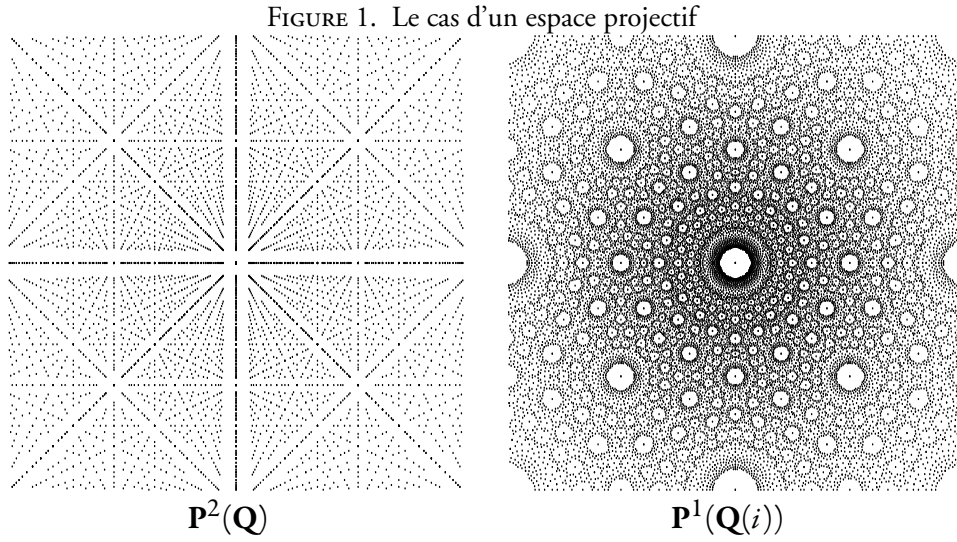 FIGURE 1. Le cas d'un espace projectif
P²(Q)
P¹(Q(i))